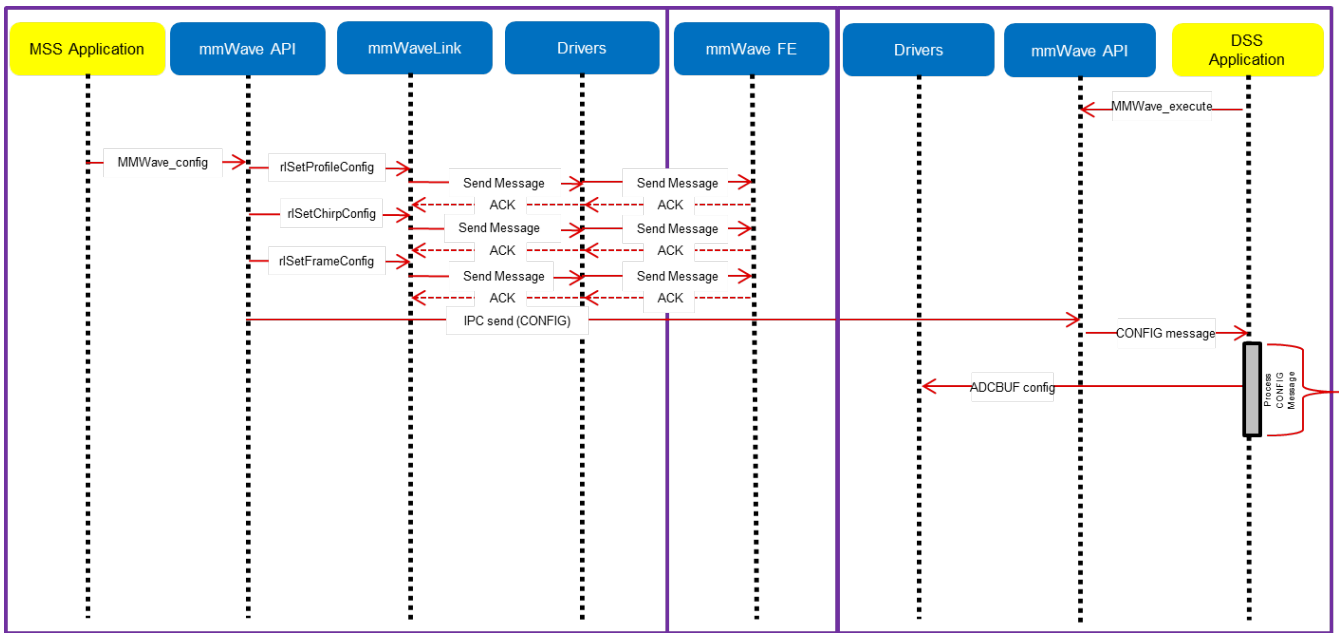 MSS Application
mmWave API
mmWaveLink
Drivers
mmWave FE
Drivers
mmWave API
DSS
Application
MMWave_execute
MMWave_config
rlSetProfileConfig
Send Message
Send Message
ACK
ACK
rlSetChirpConfig
Send Message
Send Message
ACK
ACK
rlSetFrameConfig
Send Message
Send Message
ACK
ACK
IPC send (CONFIG)
CONFIG message
ADCBUF config
Process
CONFIG
Message